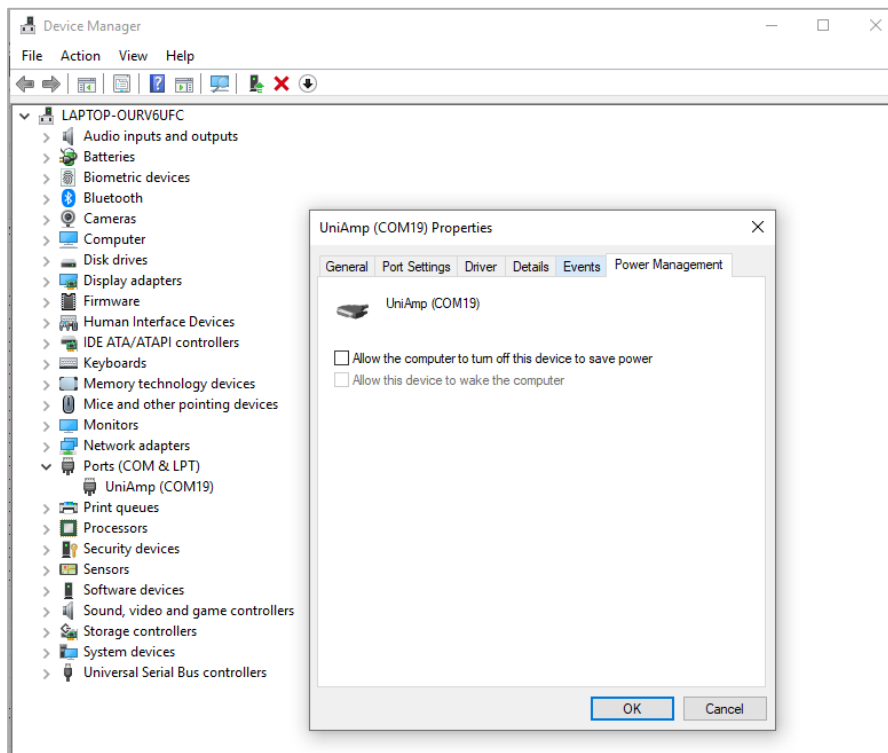 Device Manager
File Action View Help
LAPTOP-OURV6UFC
Audio inputs and outputs
Batteries
Biometric devices
Bluetooth
Cameras
Computer
Disk drives
Display adapters
Firmware
Human Interface Devices
IDE ATA/ATAPI controllers
Keyboards
Memory technology devices
Mice and other pointing devices
Monitors
Network adapters
Ports (COM & LPT)
UniAmp (COM19)
Print queues
Processors
Security devices
Sensors
Software devices
Sound, video and game controllers
Storage controllers
System devices
Universal Serial Bus controllers
UniAmp (COM19) Properties
General Port Settings Driver Details Events Power Management
UniAmp (COM19)
Allow the computer to turn off this device to save power
Allow this device to wake the computer
OK Cancel